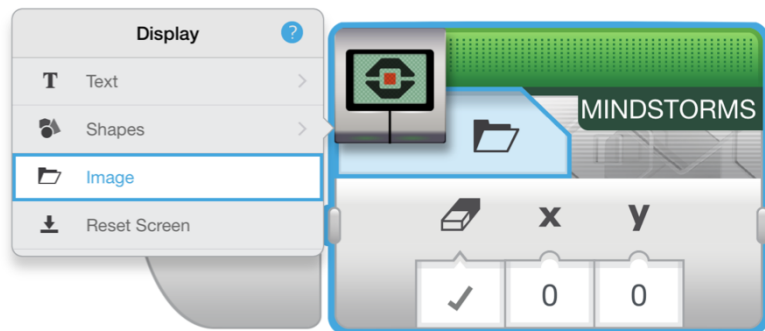 Display ?
T Text
Shapes
Image
Reset Screen
MINDSTORMS
x y
0 0